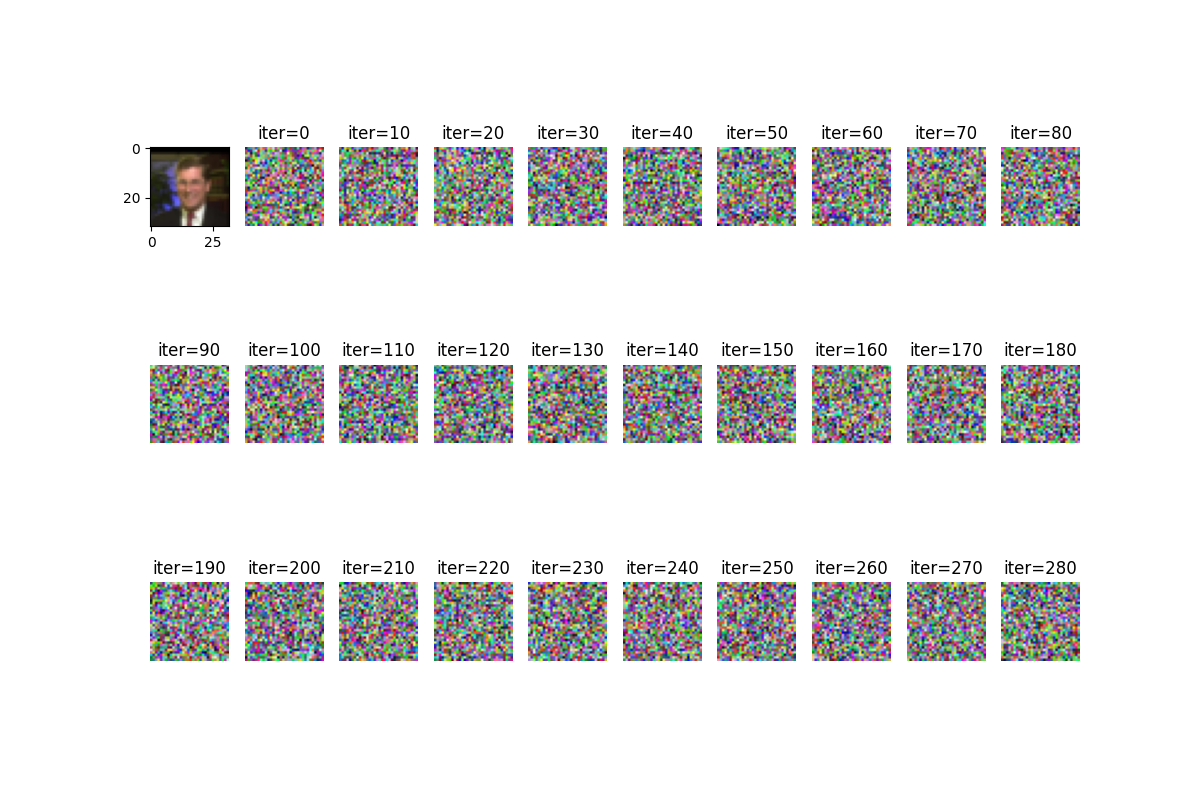 iter=0 iter=10 iter=20 iter=30 iter=40 iter=50 iter=60 iter=70 iter=80
0
20
0 25
iter=90 iter=100 iter=110 iter=120 iter=130 iter=140 iter=150 iter=160 iter=170 iter=180
iter=190 iter=200 iter=210 iter=220 iter=230 iter=240 iter=250 iter=260 iter=270 iter=280